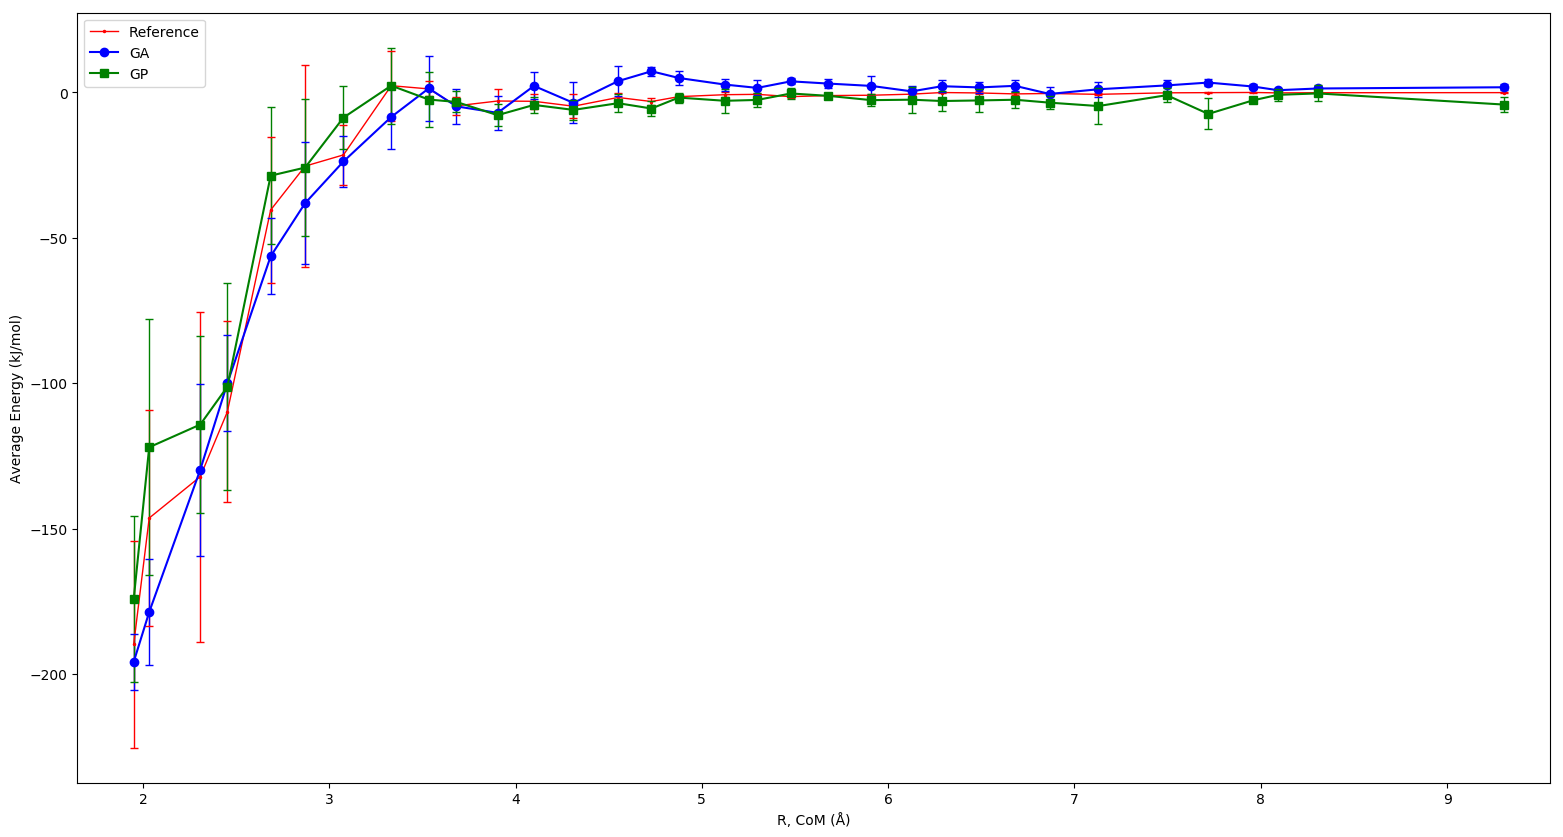 Reference
GA
GP
0
−50
−100
−150
−200
Average Energy (kJ/mol)
2 3 4 5 6 7 8 9
R, CoM (Å)